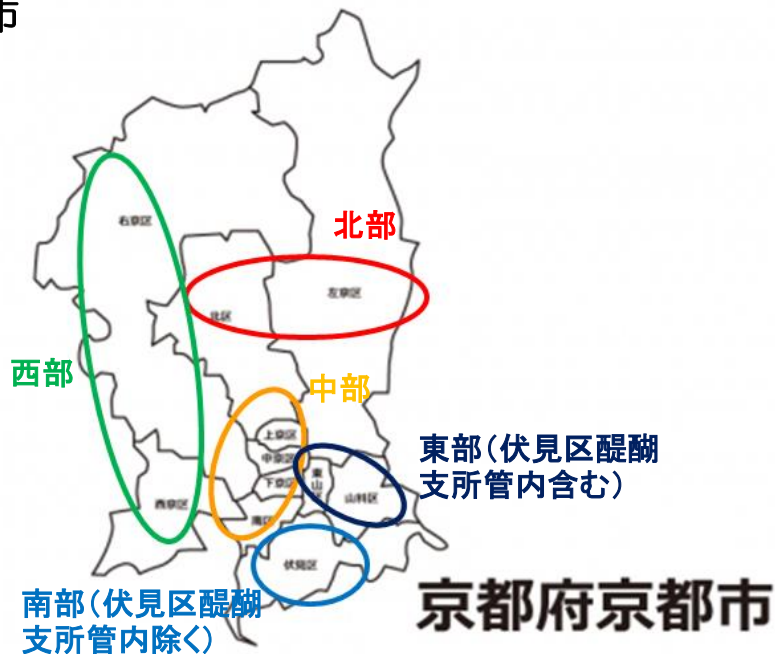 市
北部
右京区
左京区
北区
西部
中部
上京区
中京区
下京区
東山区
山科区
東部（伏見区醍醐
支所管内含む）
西京区
南区
伏見区
南部（伏見区醍醐
支所管内除く）
京都府京都市